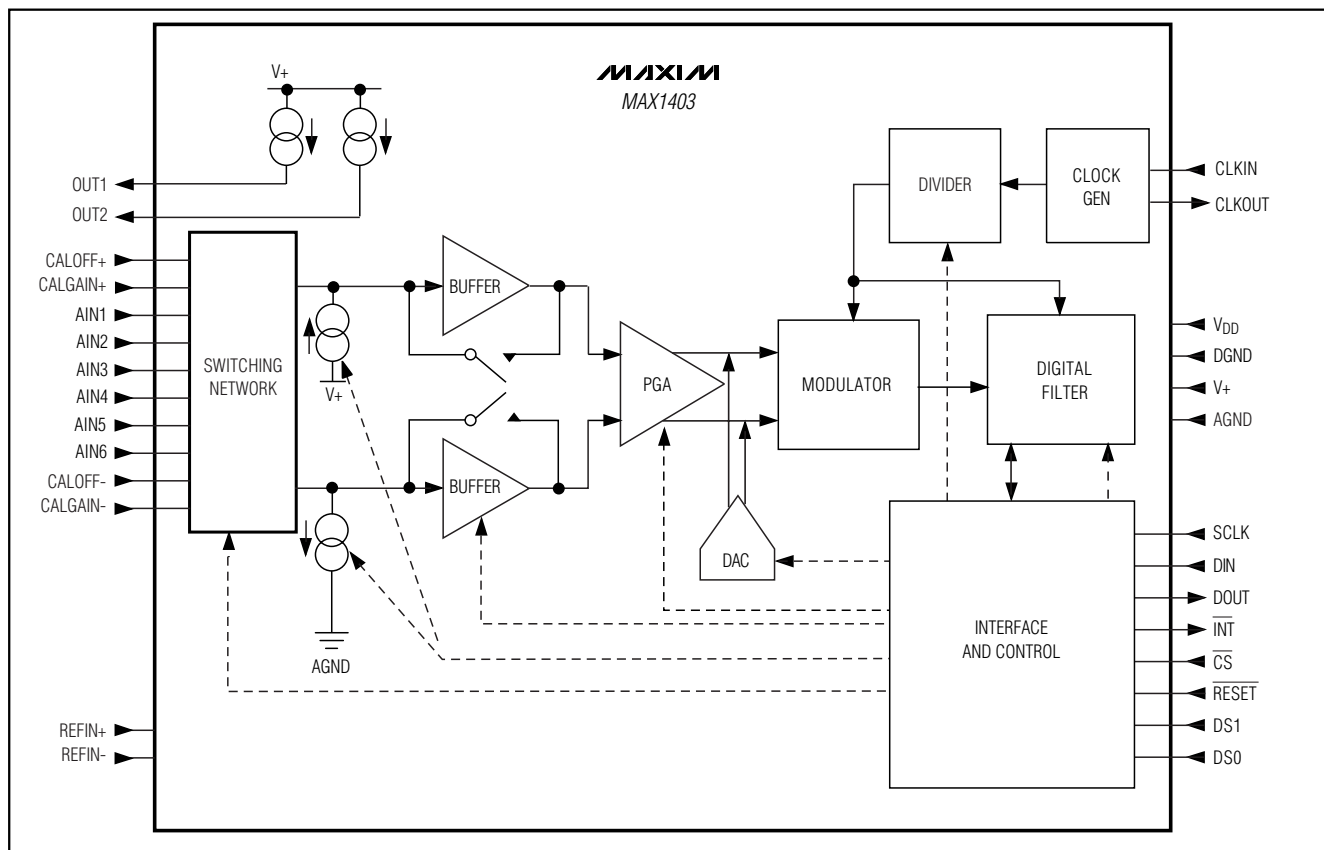 V+
MAXIM
MAX1403
OUT1
OUT2
CALOFF+
CALGAIN+
AIN1
AIN2
AIN3
AIN4
AIN5
AIN6
CALOFF-
CALGAIN-
REFIN+
REFIN-
SWITCHING
NETWORK
V+
AGND
BUFFER
BUFFER
PGA
DAC
MODULATOR
DIVIDER
CLOCK
GEN
DIGITAL
FILTER
INTERFACE
AND CONTROL
CLKIN
CLKOUT
VDD
DGND
V+
AGND
SCLK
DIN
DOUT
INT
CS
RESET
DS1
DS0